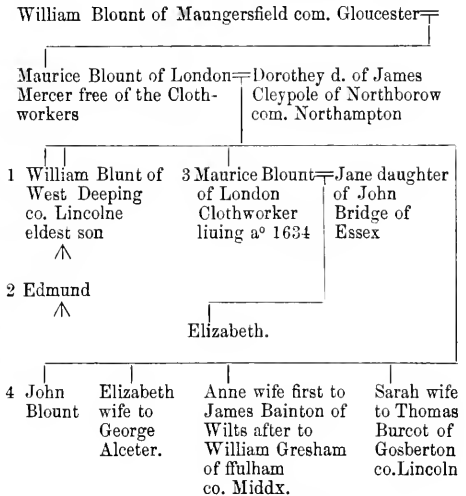 William Blount of Maungersfield com. Gloucester
Maurice Blount of London
Mercer free of the Cloth-
workers
Dorothey d. of James
Cleypole of Northborow
com. Northampton
1 William Blunt of
West Deeping
co. Lincolne
eldest son
2 Edmund
3 Maurice Blount
of London
Clothworker
liuing aº 1634
Jane daughter
of John
Bridge of
Essex
Elizabeth.
4 John
Blount
Elizabeth
wife to
George
Alceter.
Anne wife first to
James Bainton of
Wilts after to
William Gresham
of ffulham
co. Middx.
Sarah wife
to Thomas
Burcot of
Gosberton
co.Lincoln